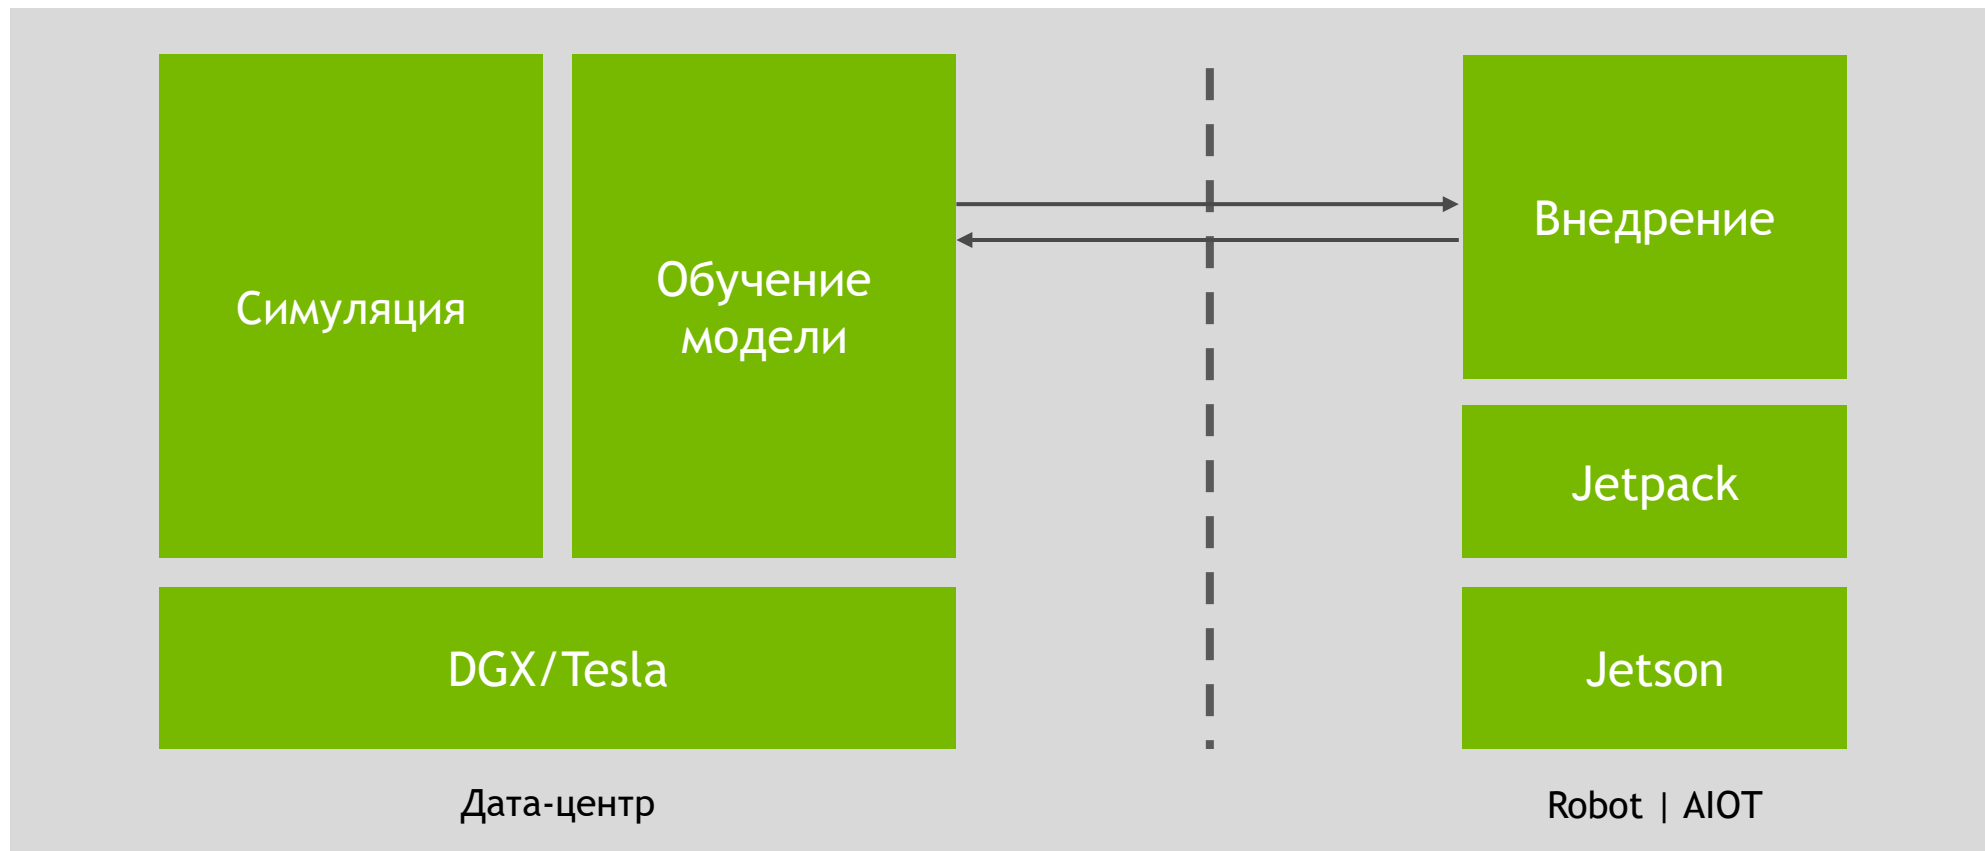 Симуляция
Обучение
модели
Внедрение
Jetpack
DGX/Tesla
Jetson
Дата-центр
Robot | AIOT